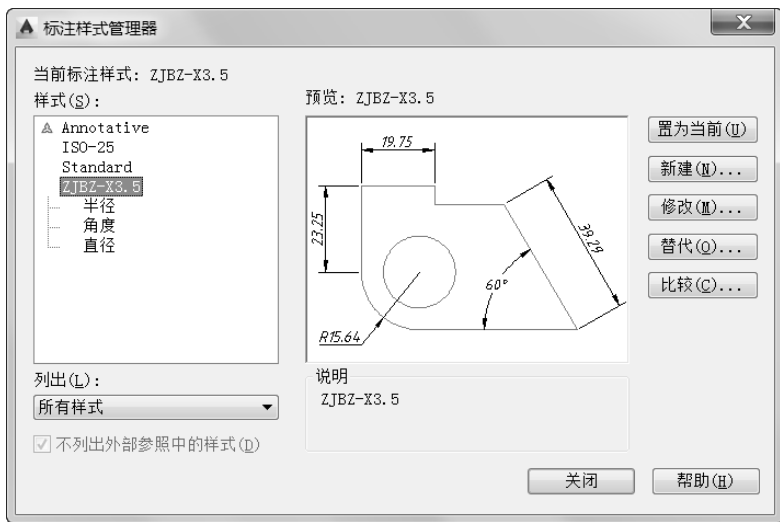 标注样式管理器
X
当前标注样式: ZJBZ-X3.5
样式(S):
Annotative
ISO-25
Standard
ZJBZ-X3.5
半径
角度
直径
预览: ZJBZ-X3.5
19.75
23.25
39.29
60°
R15.64
置为当前(U)
新建(N)...
修改(M)...
替代(O)...
比较(C)...
列出(L):
所有样式
不列出外部参照中的样式(D)
说明
ZJBZ-X3.5
关闭
帮助(H)